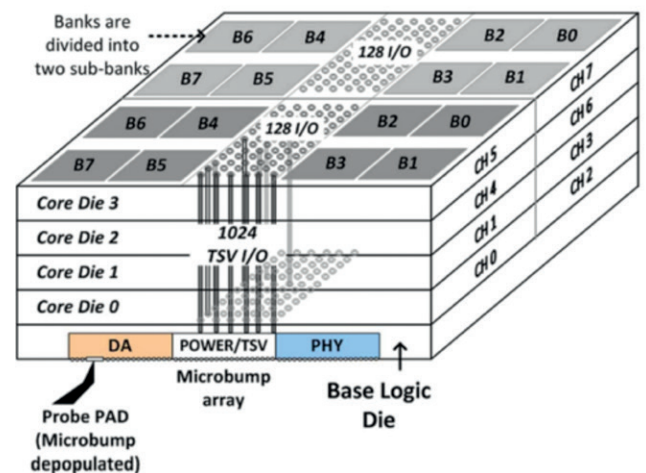 Banks are
divided into
two sub-banks
B6 B4 128 I/O B2 B0
B7 B5 B3 B1 CH 7
B6 B4 128 I/O B2 B0 CH 6
B7 B5 B3 B1 CH 5 CH 3
Core Die 3 CH 4 CH 2
Core Die 2 1024 CH 1
Core Die 1 TSV I/O CH 0
Core Die 0
DA POWER/TSV PHY
Microbump
array
Base Logic
Die
Probe PAD
(Microbump
depopulated)